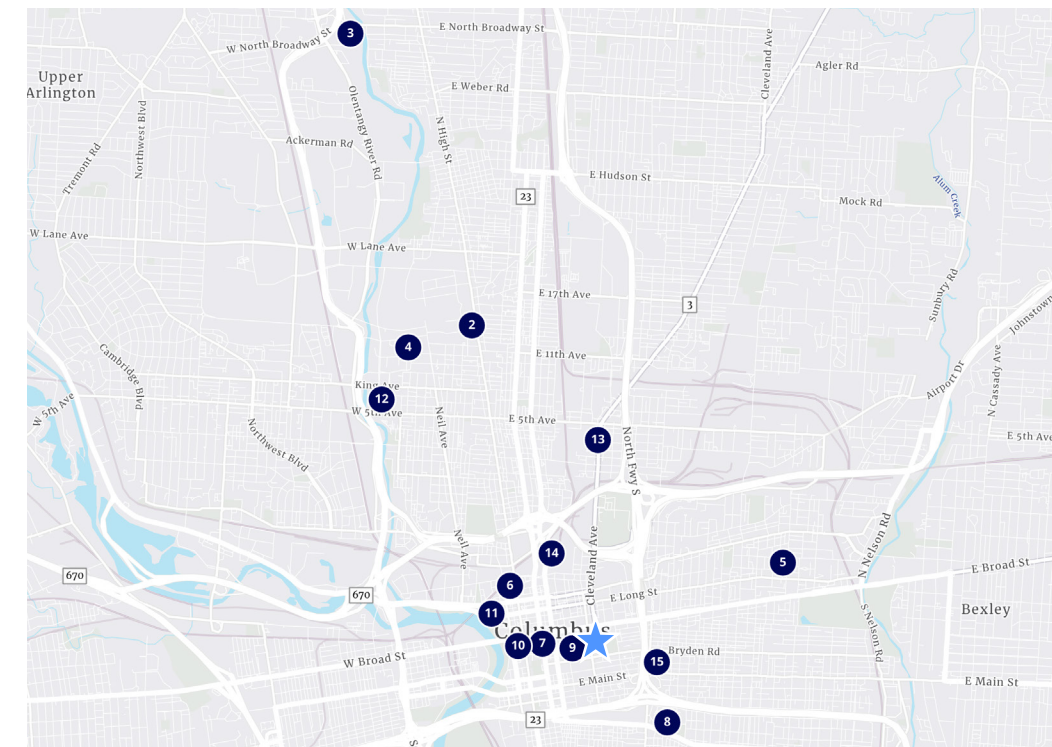 3
E North Broadway St
W North Broadway St
Upper
Arlington
Agler Rd
Cleveland Ave
E Weber Rd
Olentangy River Rd
Northwest Blvd
N High St
Ackerman Rd
Tremont Rd
E Hudson St
Alum Creek
23
Mock Rd
W Lane Ave
W Lane Ave
E 17th Ave
3
Sunbury Rd
Johnstown
2
4
E 11th Ave
Cambridge Blvd
King Ave
Airport Dr
N Cassady Ave
12
W 5th Ave
W 5th Ave
Neil Ave
E 5th Ave
Northwest Blvd
13
North Fwy S
E 5th Ave
14
Neil Ave
Cleveland Ave
5
N Nelson Rd
E Broad St
670
6
670
E Long St
11
Bexley
Columbus
10
7
9
S Nelson Rd
W Broad St
15
Bryden Rd
E Main St
E Main St
23
8
S